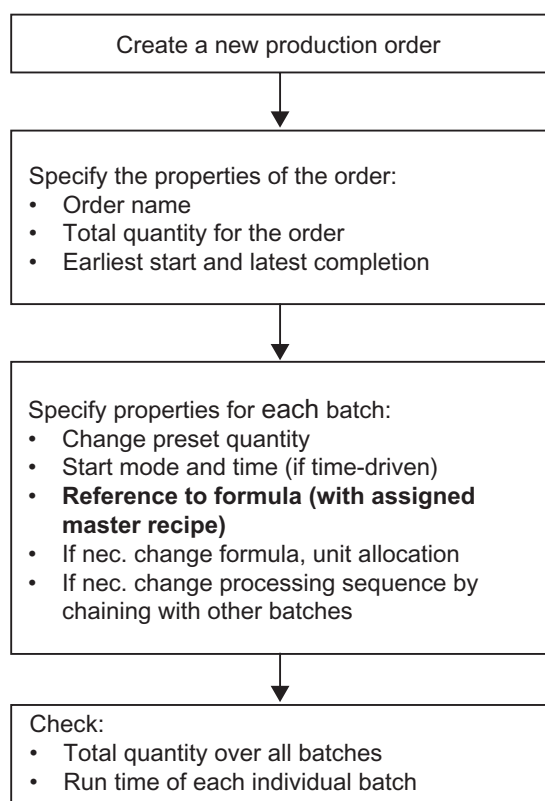 Create a new production order
Specify the properties of the order:
• Order name
• Total quantity for the order
• Earliest start and latest completion
Specify properties for each batch:
• Change preset quantity
• Start mode and time (if time-driven)
• Reference to formula (with assigned
master recipe)
• If nec. change formula, unit allocation
• If nec. change processing sequence by
chaining with other batches
Check:
• Total quantity over all batches
• Run time of each individual batch